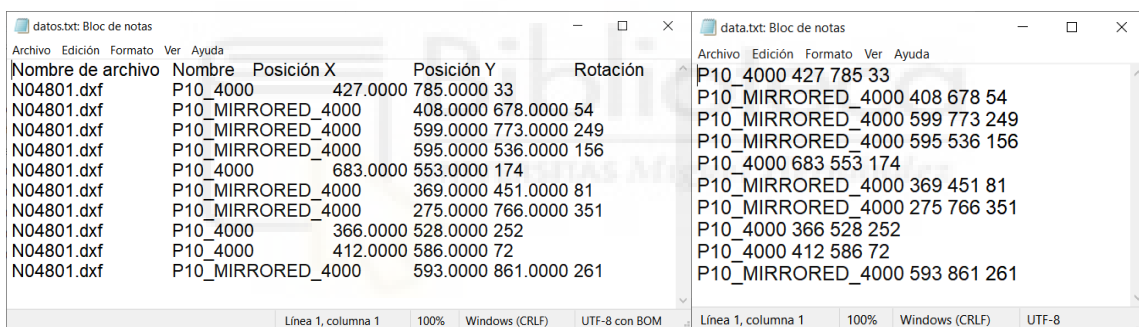 datos.txt: Bloc de notas
Archivo Edición Formato Ver Ayuda
Nombre de archivo Nombre Posición X Posición Y Rotación
N04801.dxf P10_4000 427.0000 785.0000 33
N04801.dxf P10_MIRRORED_4000 408.0000 678.0000 54
N04801.dxf P10_MIRRORED_4000 599.0000 773.0000 249
N04801.dxf P10_MIRRORED_4000 595.0000 536.0000 156
N04801.dxf P10_4000 683.0000 553.0000 174
N04801.dxf P10_MIRRORED_4000 369.0000 451.0000 81
N04801.dxf P10_MIRRORED_4000 275.0000 766.0000 351
N04801.dxf P10_4000 366.0000 528.0000 252
N04801.dxf P10_4000 412.0000 586.0000 72
N04801.dxf P10_MIRRORED_4000 593.0000 861.0000 261
Línea 1, columna 1 100% Windows (CRLF) UTF-8 con BOM
data.txt: Bloc de notas
Archivo Edición Formato Ver Ayuda
P10_4000 427 785 33
P10_MIRRORED_4000 408 678 54
P10_MIRRORED_4000 599 773 249
P10_MIRRORED_4000 595 536 156
P10_4000 683 553 174
P10_MIRRORED_4000 369 451 81
P10_MIRRORED_4000 275 766 351
P10_4000 366 528 252
P10_4000 412 586 72
P10_MIRRORED_4000 593 861 261
Línea 1, columna 1 100% Windows (CRLF) UTF-8